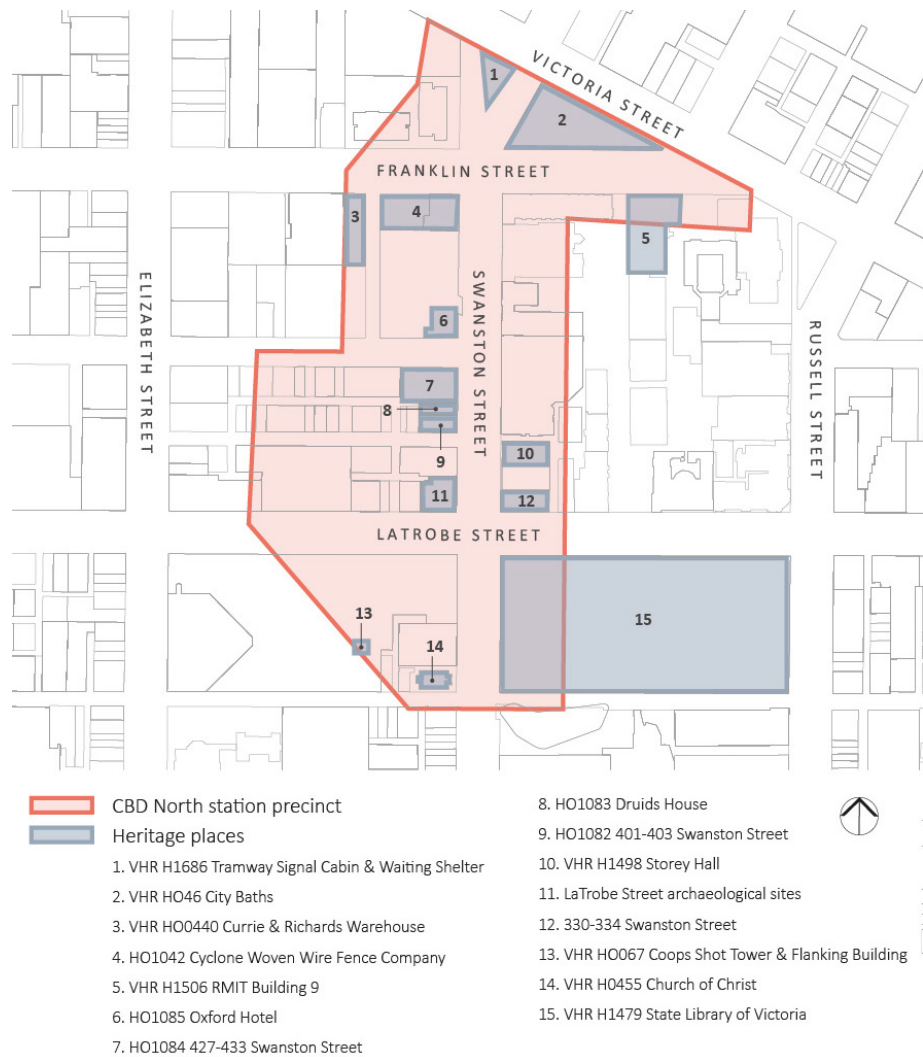 VICTORIA STREET
1
2
FRANKLIN STREET
3
4
5
ELIZABETH STREET
SWANSTON STREET
RUSSELL STREET
6
7
8
9
10
11
12
LATROBE STREET
13
14
15
CBD North station precinct
Heritage places
1. VHR H1686 Tramway Signal Cabin & Waiting Shelter
2. VHR HO46 City Baths
3. VHR HO0440 Currie & Richards Warehouse
4. HO1042 Cyclone Woven Wire Fence Company
5. VHR H1506 RMIT Building 9
6. HO1085 Oxford Hotel
7. HO1084 427-433 Swanston Street
8. HO1083 Druids House
9. HO1082 401-403 Swanston Street
10. VHR H1498 Storey Hall
11. LaTrobe Street archaeological sites
12. 330-334 Swanston Street
13. VHR HO067 Coops Shot Tower & Flanking Building
14. VHR H0455 Church of Christ
15. VHR H1479 State Library of Victoria